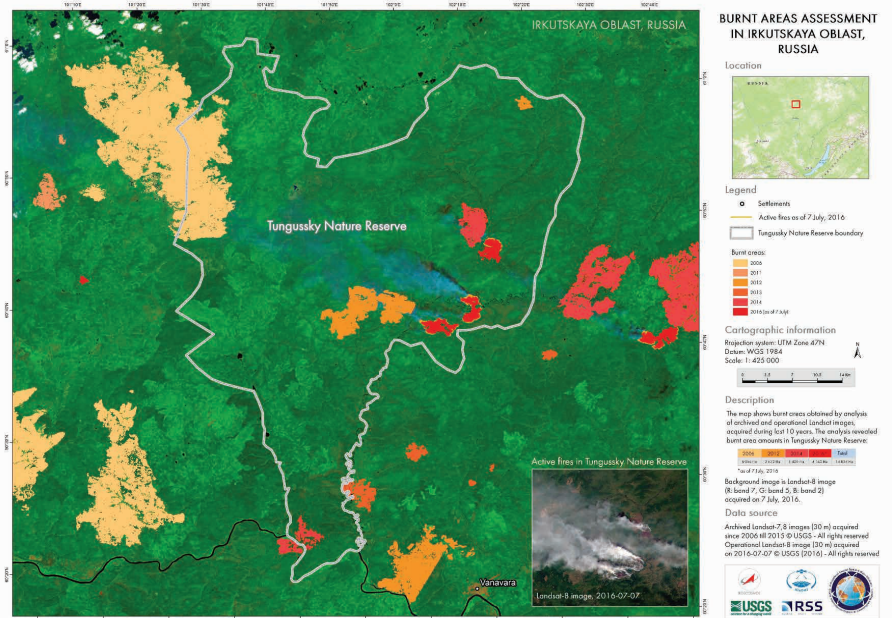 IRKUTSKAYA OBLAST, RUSSIA
Tungussky Nature Reserve
Vanavara
Active fires in Tungussky Nature Reserve
Landsat-8 image, 2016-07-07
BURNT AREAS ASSESSMENT
IN IRKUTSKAYA OBLAST,
RUSSIA
Location
Legend
Settlements
Active fires as of 7 July, 2016
Tungussky Nature Reserve boundary
Burnt areas:
2006
2011
2012
2013
2014
2016 (as of 7 July)
Cartographic information
Projection system: UTM Zone 47N
Datum: WGS 1984
Scale: 1: 425 000
N
0 3.5 7 10.5 14 Km
Description
The map shows burnt areas obtained by analysis
of archived and operational Landsat images,
acquired during last 10 years. The analysis revealed
burnt area amounts in Tungussky Nature Reserve:
2006 2012 2014 Total
*as of 7 July, 2016
Background image is Landsat-8 image
(R: band 7, G: band 5, B: band 2)
acquired on 7 July, 2016.
Data source
Archived Landsat-7,8 images (30 m) acquired
since 2006 till 2015 © USGS - All rights reserved
Operational Landsat-8 image (30 m) acquired
on 2016-07-07 © USGS (2016) - All rights reserved
USGS
RSS